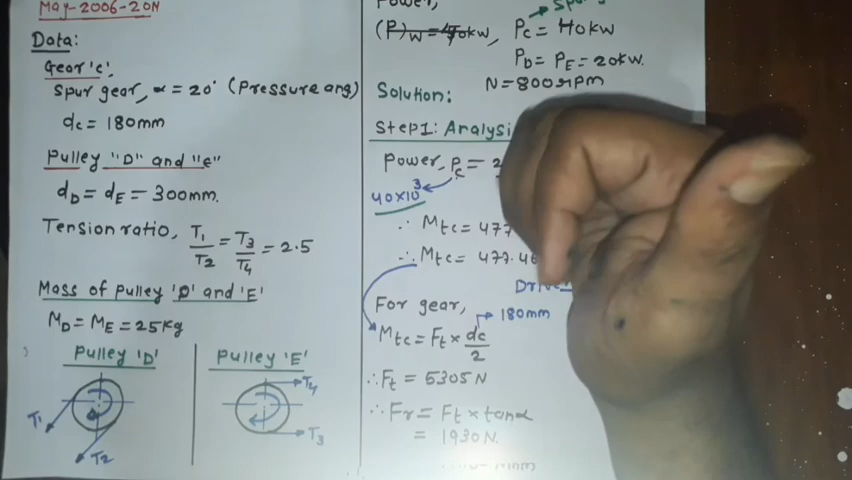 May-2006-20M
Data:
Gear 'C',
Spur gear, α = 20° (Pressure ang)
dc = 180mm
Pulley "D" and "E"
dD = dE = 300mm.
Tension ratio, T1/T2 = T3/T4 = 2.5
Mass of pulley 'D' and 'E'
MD = ME = 25kg
Pulley 'D'
T1
T2
Pulley 'E'
T4
T3
Power,
Pc = 40kW
PD = PE = 20kW.
N = 800rpm
Solution:
Step1: Analysi
Power, Pc =
40×10³
∴ Mtc = 477
∴ Mtc = 477.46
Driven
For gear,
180mm
Mtc = Ft × dc/2
∴ Ft = 5305 N
∴ Fr = Ft × tanα
= 1930 N.